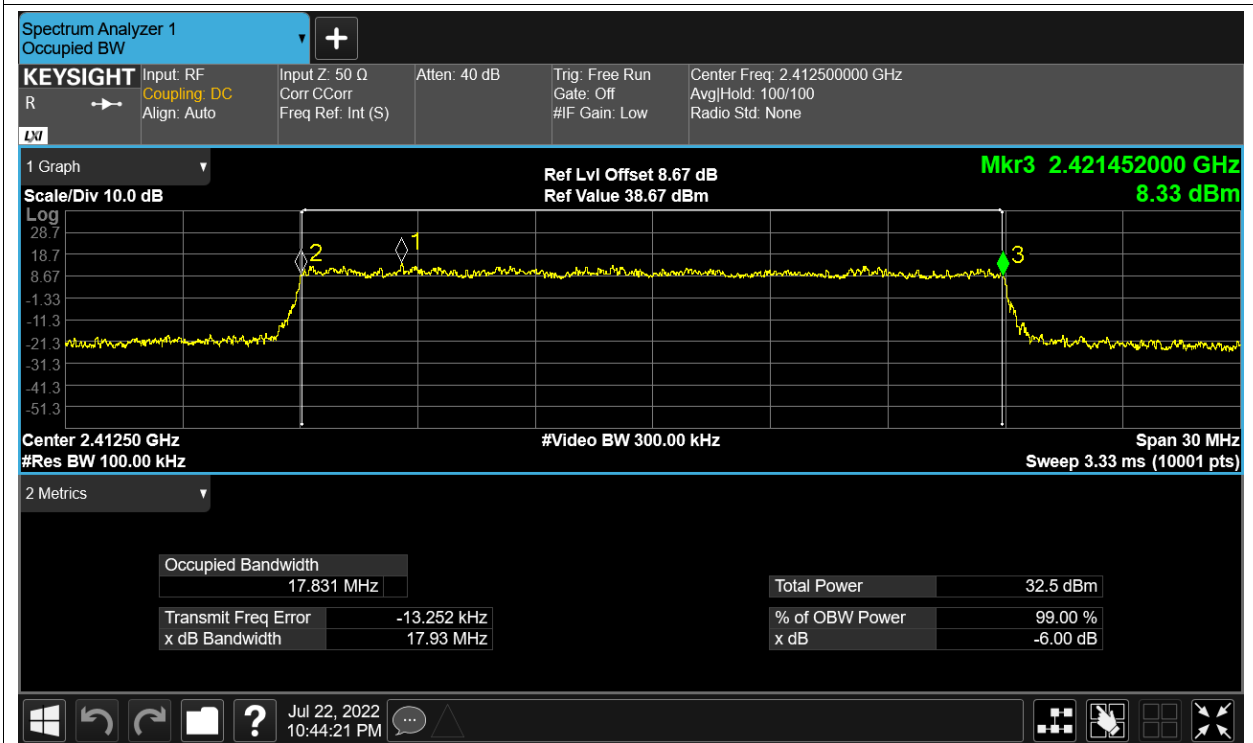 Spectrum Analyzer 1
Occupied BW
KEYSIGHT
R
LXI
Input: RF
Coupling: DC
Align: Auto
Input Z: 50 Ω
Corr CCorr
Freq Ref: Int (S)
Atten: 40 dB
Trig: Free Run
Gate: Off
#IF Gain: Low
Center Freq: 2.412500000 GHz
Avg|Hold: 100/100
Radio Std: None
1 Graph
Scale/Div 10.0 dB
Ref Lvl Offset 8.67 dB
Ref Value 38.67 dBm
Mkr3 2.421452000 GHz
8.33 dBm
Log
28.7
18.7
8.67
-1.33
-11.3
-21.3
-31.3
-41.3
-51.3
2
1
3
Center 2.41250 GHz
#Video BW 300.00 kHz
Span 30 MHz
#Res BW 100.00 kHz
Sweep 3.33 ms (10001 pts)
2 Metrics
Occupied Bandwidth
17.831 MHz
Total Power 32.5 dBm
Transmit Freq Error -13.252 kHz
% of OBW Power 99.00 %
x dB Bandwidth 17.93 MHz
x dB -6.00 dB
?
Jul 22, 2022
10:44:21 PM